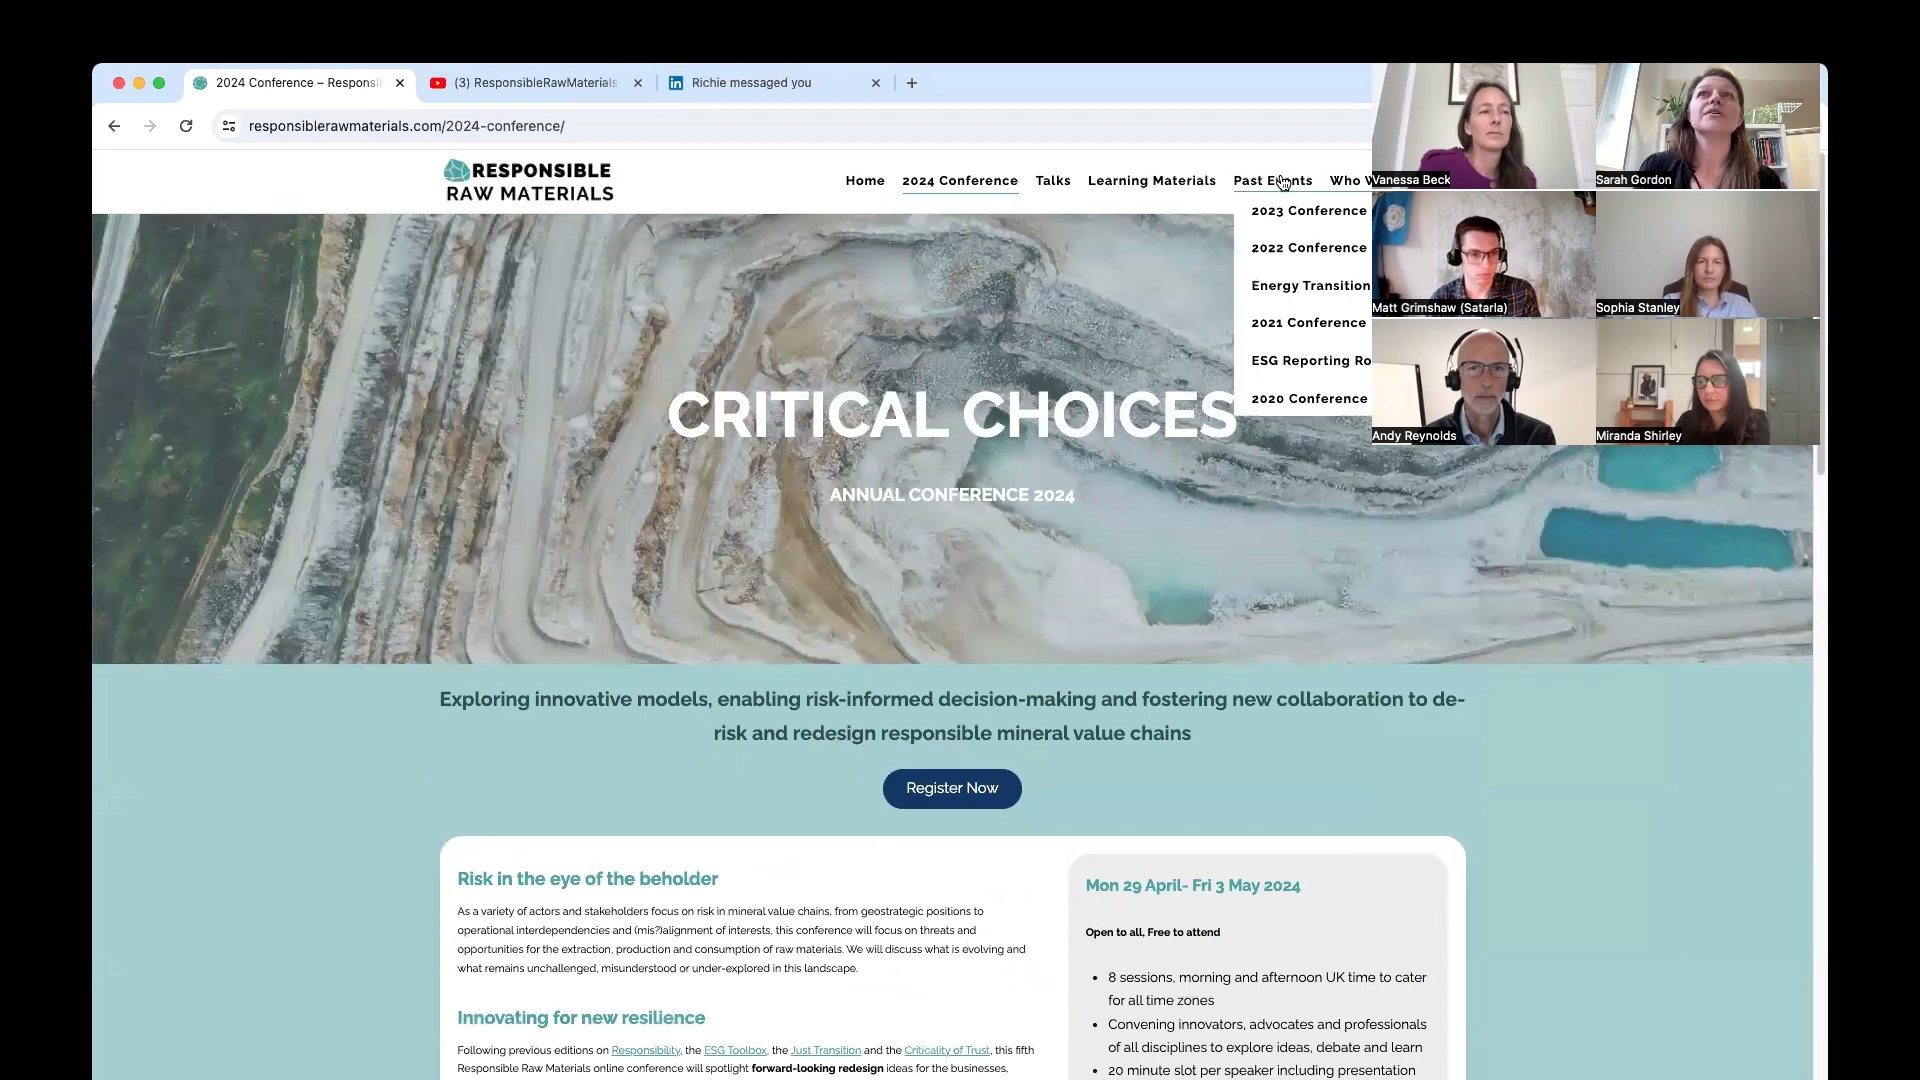 2024 Conference – Responsi
(3) ResponsibleRawMaterials
Richie messaged you
responsiblerawmaterials.com/2024-conference/
RESPONSIBLE
RAW MATERIALS
Home
2024 Conference
Talks
Learning Materials
Past Events
Who W
2023 Conference
2022 Conference
Energy Transition
2021 Conference
ESG Reporting Ro
2020 Conference
Vanessa Beck
Sarah Gordon
Matt Grimshaw (Satarla)
Sophia Stanley
Andy Reynolds
Miranda Shirley
CRITICAL CHOICES
ANNUAL CONFERENCE 2024
Exploring innovative models, enabling risk-informed decision-making and fostering new collaboration to de-
risk and redesign responsible mineral value chains
Register Now
Risk in the eye of the beholder
As a variety of actors and stakeholders focus on risk in mineral value chains, from geostrategic positions to
operational interdependencies and (mis?)alignment of interests, this conference will focus on threats and
opportunities for the extraction, production and consumption of raw materials. We will discuss what is evolving and
what remains unchallenged, misunderstood or under-explored in this landscape.
Innovating for new resilience
Following previous editions on Responsibility, the ESG Toolbox, the Just Transition and the Criticality of Trust, this fifth
Responsible Raw Materials online conference will spotlight forward-looking redesign ideas for the businesses,
Mon 29 April- Fri 3 May 2024
Open to all, Free to attend
• 8 sessions, morning and afternoon UK time to cater
for all time zones
• Convening innovators, advocates and professionals
of all disciplines to explore ideas, debate and learn
• 20 minute slot per speaker including presentation